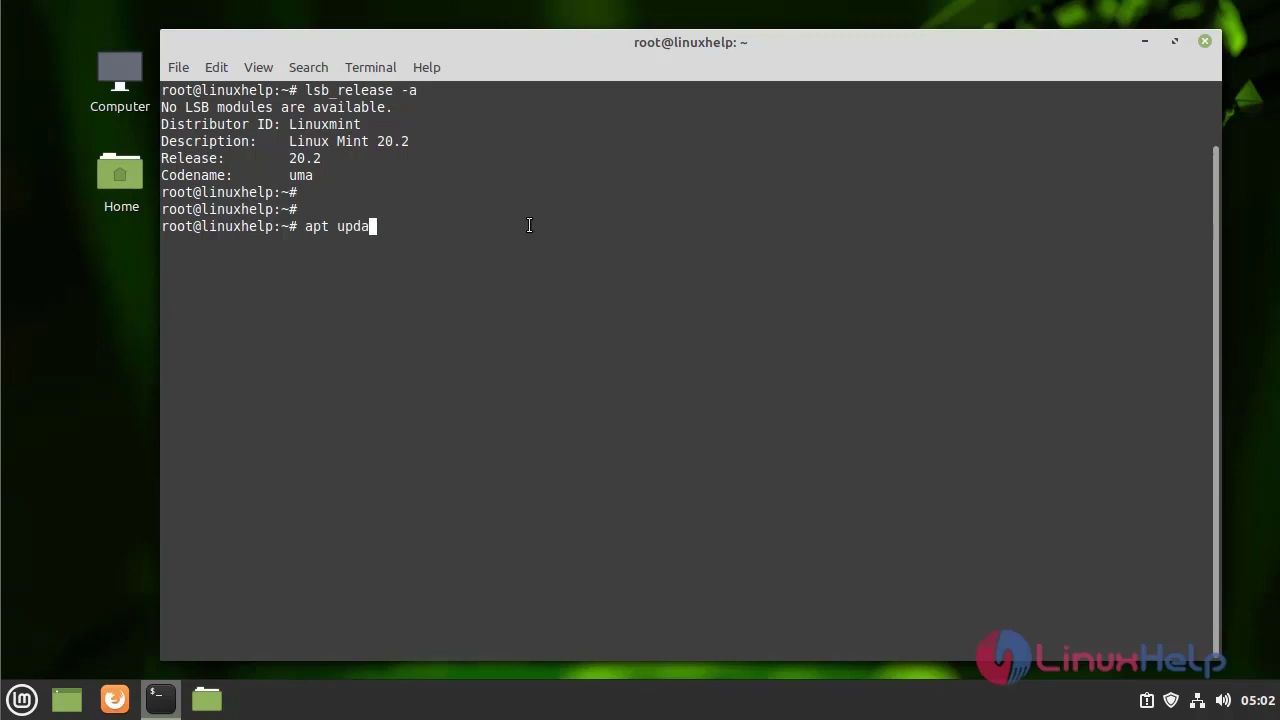 root@linuxhelp: ~
File Edit View Search Terminal Help
root@linuxhelp:~# lsb_release -a
No LSB modules are available.
Distributor ID: Linuxmint
Description:    Linux Mint 20.2
Release:        20.2
Codename:       uma
root@linuxhelp:~#
root@linuxhelp:~#
root@linuxhelp:~# apt upda
Computer
Home
LinuxHelp
$_
05:02